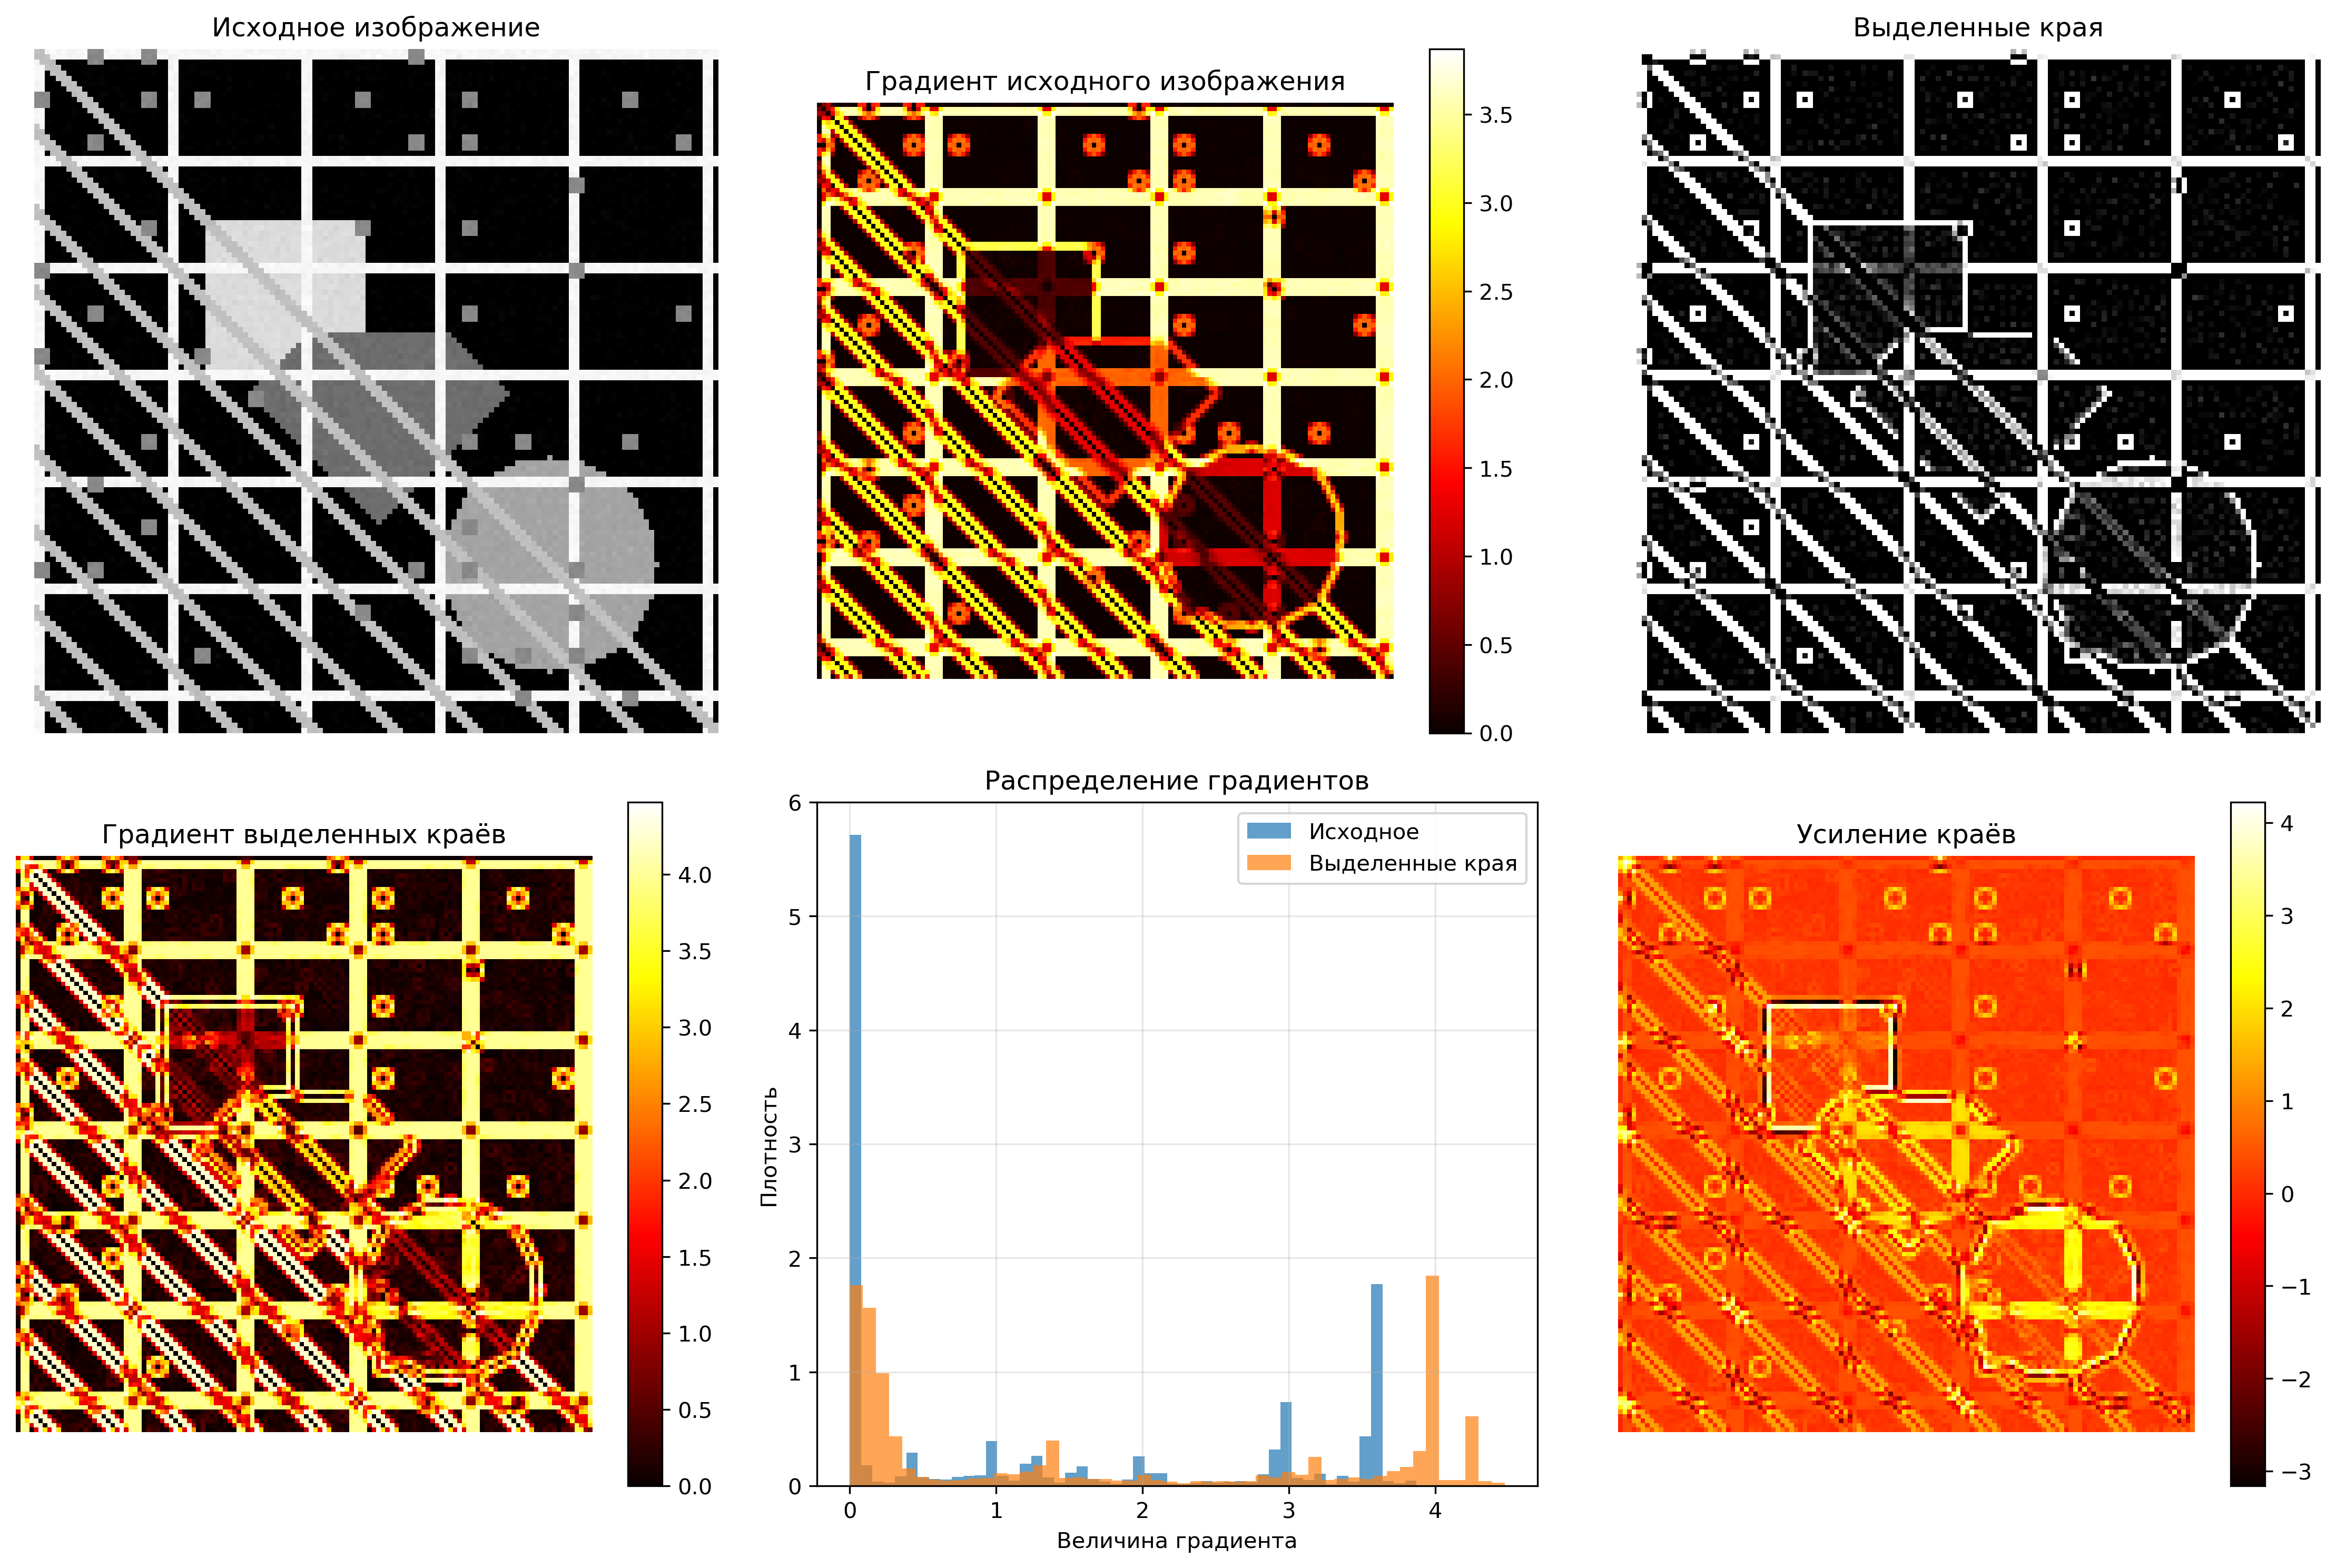 Исходное изображение
Градиент исходного изображения
3.5
3.0
2.5
2.0
1.5
1.0
0.5
0.0
Выделенные края
Градиент выделенных краёв
4.0
3.5
3.0
2.5
2.0
1.5
1.0
0.5
0.0
Распределение градиентов
Исходное
Выделенные края
Плотность
6
5
4
3
2
1
0
0 1 2 3 4
Величина градиента
Усиление краёв
4
3
2
1
0
−1
−2
−3